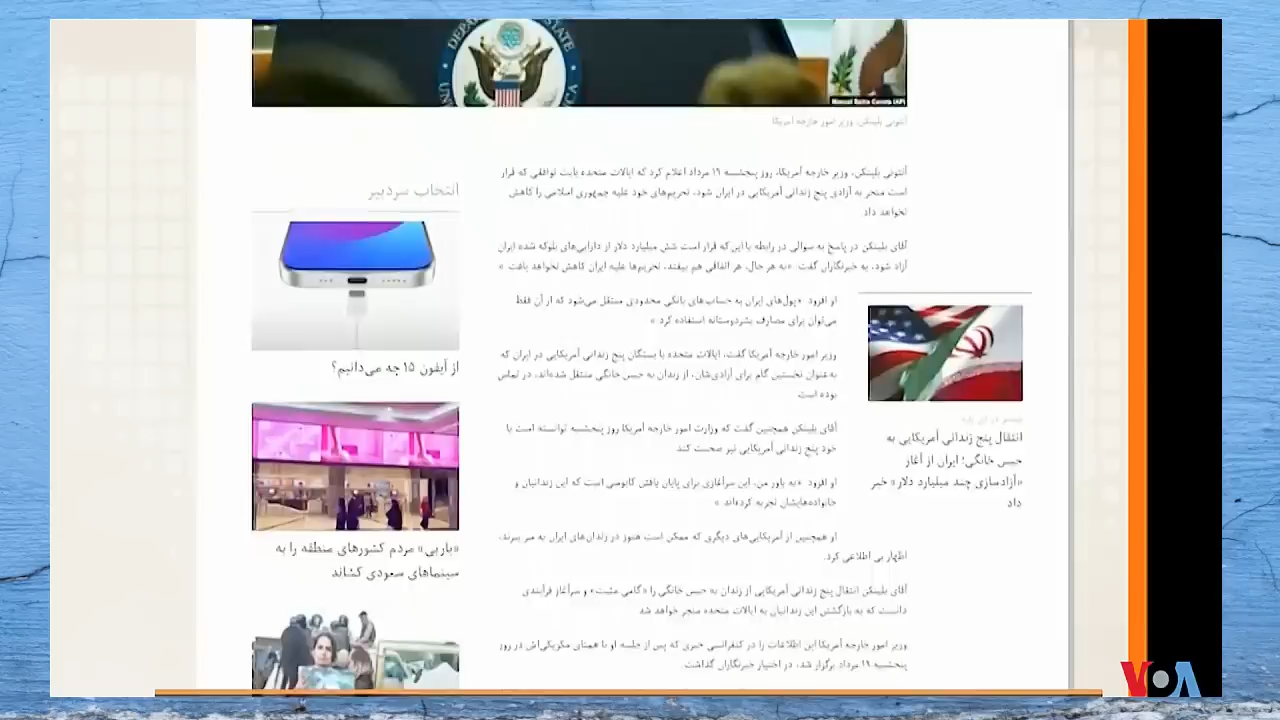 DEPARTMENT OF STATE
Manuel Balce Ceneta (AP)
آنتونی بلینکن، وزیر امور خارجه آمریکا
آنتونی بلینکن، وزیر خارجه آمریکا، روز پنجشنبه ۱۹ مرداد اعلام کرد که ایالات متحده بابت توافقی که قرار
است منجر به آزادی پنج زندانی آمریکایی در ایران شود، تحریم‌های خود علیه جمهوری اسلامی را کاهش
نخواهد داد.
آقای بلینکن در پاسخ به سوالی در رابطه با این‌که قرار است شش میلیارد دلار از دارایی‌های بلوکه شده ایران
آزاد شود، به خبرنگاران گفت: «به هر حال، هر اتفاقی هم بیفتد، تحریم‌ها علیه ایران کاهش نخواهد یافت.»
او افزود: «پول‌های ایران به حساب‌های بانکی محدودی منتقل می‌شود که از آن فقط
می‌توان برای مصارف بشردوستانه استفاده کرد.»
وزیر امور خارجه آمریکا گفت، ایالات متحده با بستگان پنج زندانی آمریکایی در ایران که
به‌عنوان نخستین گام برای آزادی‌شان، از زندان به حبس خانگی منتقل شده‌اند، در تماس
بوده است.
آقای بلینکن همچنین گفت که وزارت امور خارجه آمریکا روز پنجشنبه توانسته است با
خود پنج زندانی آمریکایی نیز صحبت کند.
او افزود: «به باور من، این سرآغازی برای پایان یافتن کابوسی است که این زندانیان و
خانواده‌هایشان تجربه کرده‌اند.»
او همچنین از آمریکایی‌های دیگری که ممکن است هنوز در زندان‌های ایران به سر ببرند،
اظهار بی اطلاعی کرد.
آقای بلینکن انتقال پنج زندانی آمریکایی از زندان به حبس خانگی را «گامی مثبت» و سرآغاز فرآیندی
دانست که به بازگشتن این زندانیان به ایالات متحده منجر خواهد شد.
وزیر امور خارجه آمریکا این اطلاعات را در کنفرانسی خبری که پس از جلسه او با همتای مکزیکی‌اش در روز
پنجشنبه ۱۹ مرداد برگزار شد، در اختیار خبرنگاران گذاشت.
انتقال پنج زندانی آمریکایی به
حبس خانگی؛ ایران از آغاز
«آزادسازی چند میلیارد دلار» خبر
داد
انتخاب سردبیر
از آیفون ۱۵ چه می‌دانیم؟
«باربی» مردم کشورهای منطقه را به
سینماهای سعودی کشاند
VOA